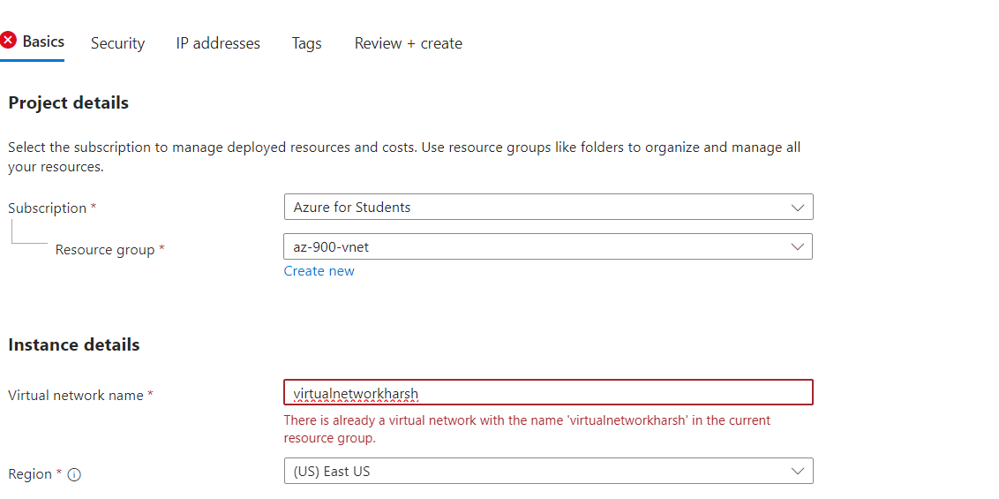 Basics Security IP addresses Tags Review + create
Project details
Select the subscription to manage deployed resources and costs. Use resource groups like folders to organize and manage all
your resources.
Subscription * Azure for Students
Resource group * az-900-vnet
Create new
Instance details
Virtual network name * virtualnetworkharsh
There is already a virtual network with the name 'virtualnetworkharsh' in the current
resource group.
Region * (US) East US